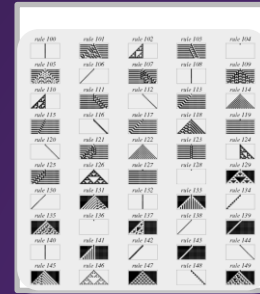 rule 100 rule 101 rule 102 rule 103 rule 104
rule 105 rule 106 rule 107 rule 108 rule 109
rule 110 rule 111 rule 112 rule 113 rule 114
rule 115 rule 116 rule 117 rule 118 rule 119
rule 120 rule 121 rule 122 rule 123 rule 124
rule 125 rule 126 rule 127 rule 128 rule 129
rule 130 rule 131 rule 132 rule 133 rule 134
rule 135 rule 136 rule 137 rule 138 rule 139
rule 140 rule 141 rule 142 rule 143 rule 144
rule 145 rule 146 rule 147 rule 148 rule 149